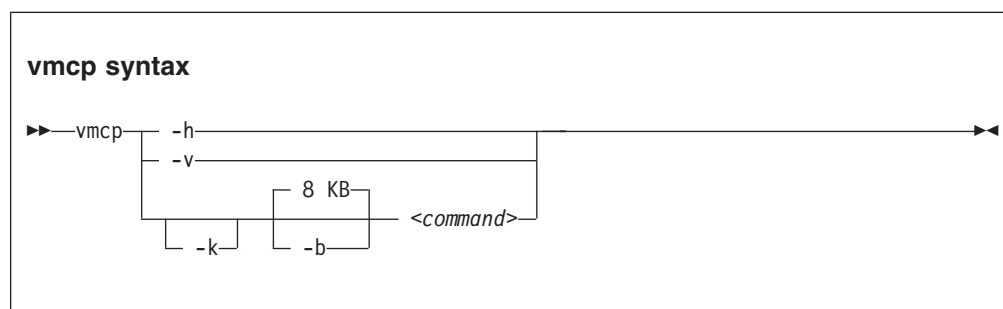 vmcp syntax
vmcp -h
-v
8 KB
<command>
-k -b